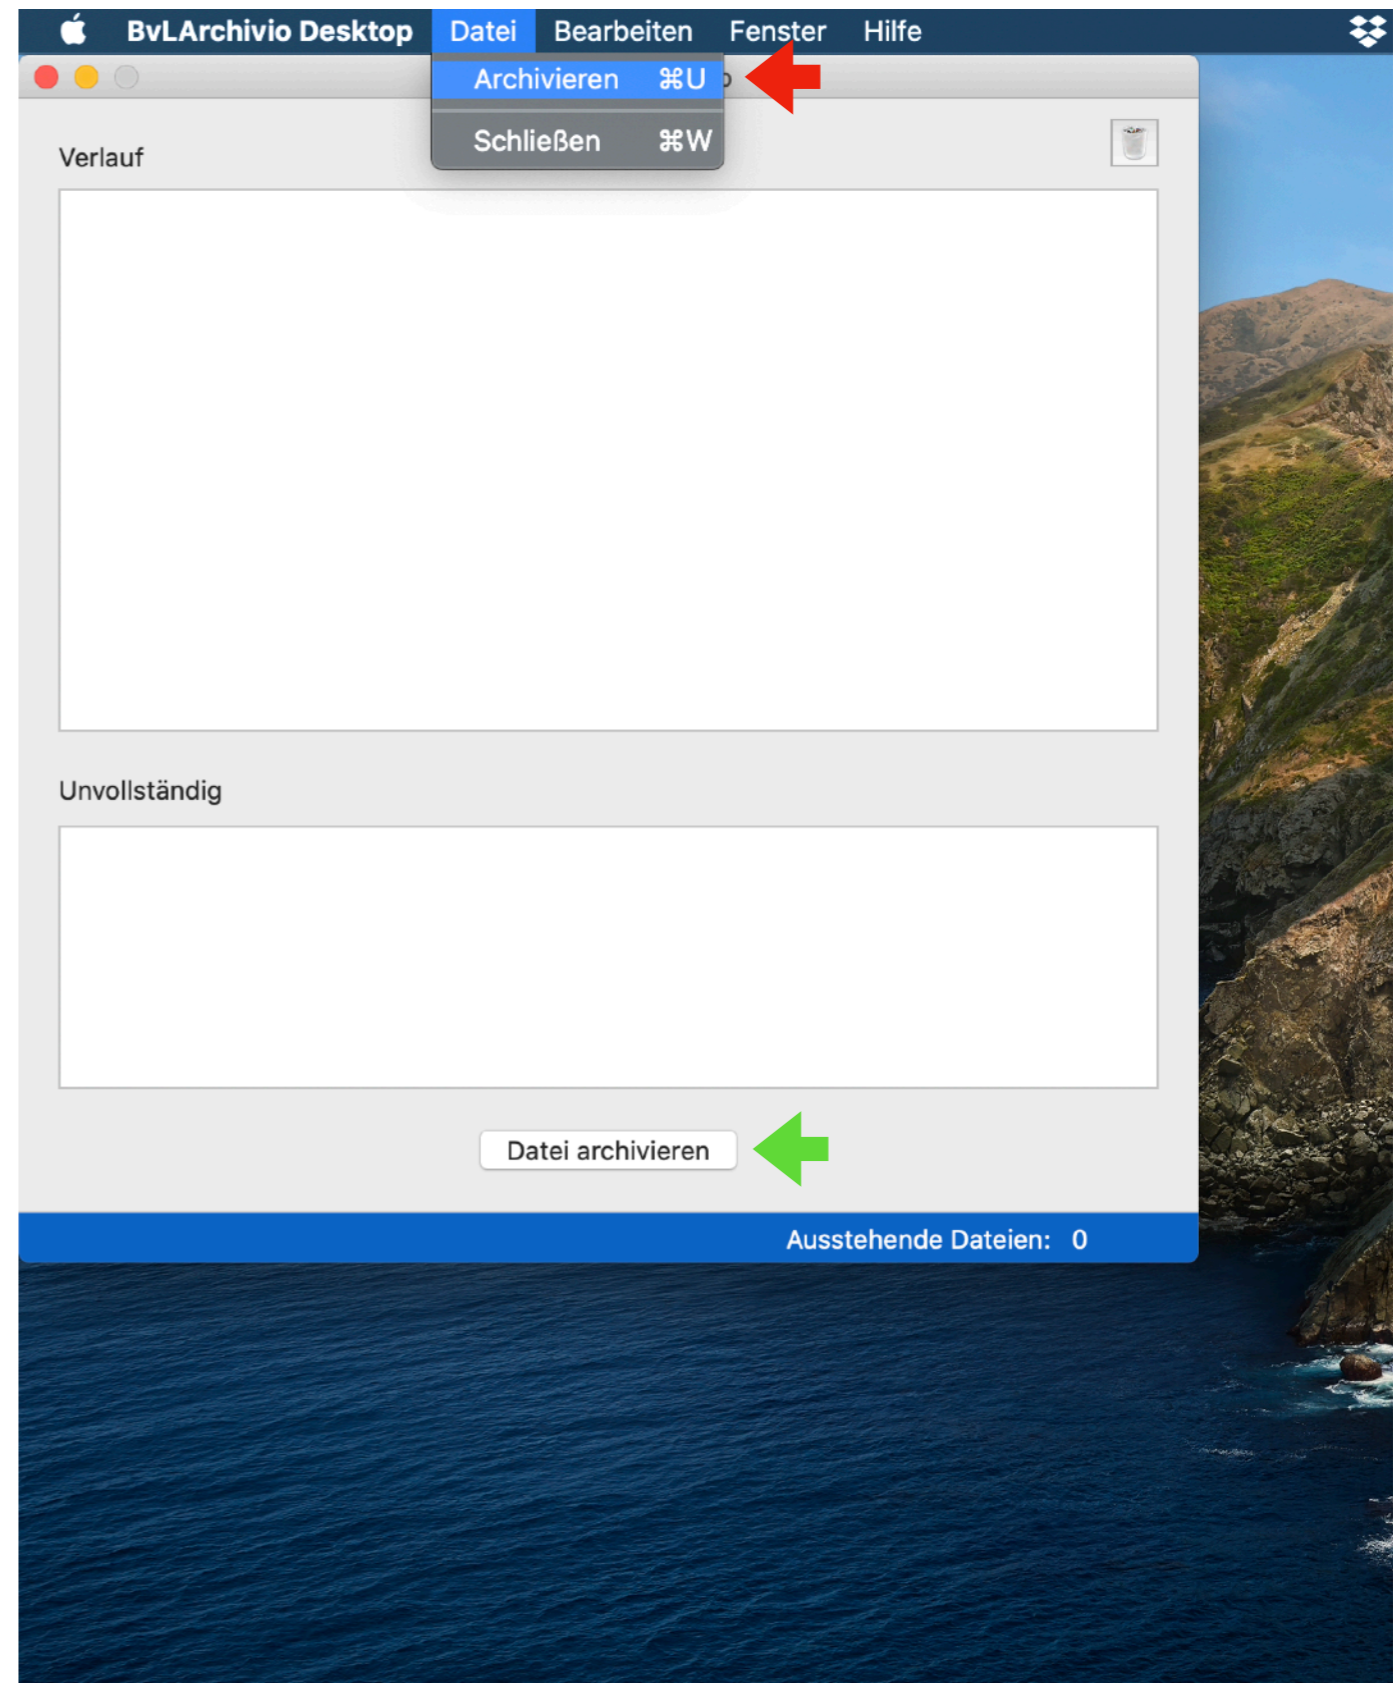 BvLArchivio Desktop Datei Bearbeiten Fenster Hilfe
Archivieren ⌘U
Schließen ⌘W
Verlauf
Unvollständig
Datei archivieren
Ausstehende Dateien: 0